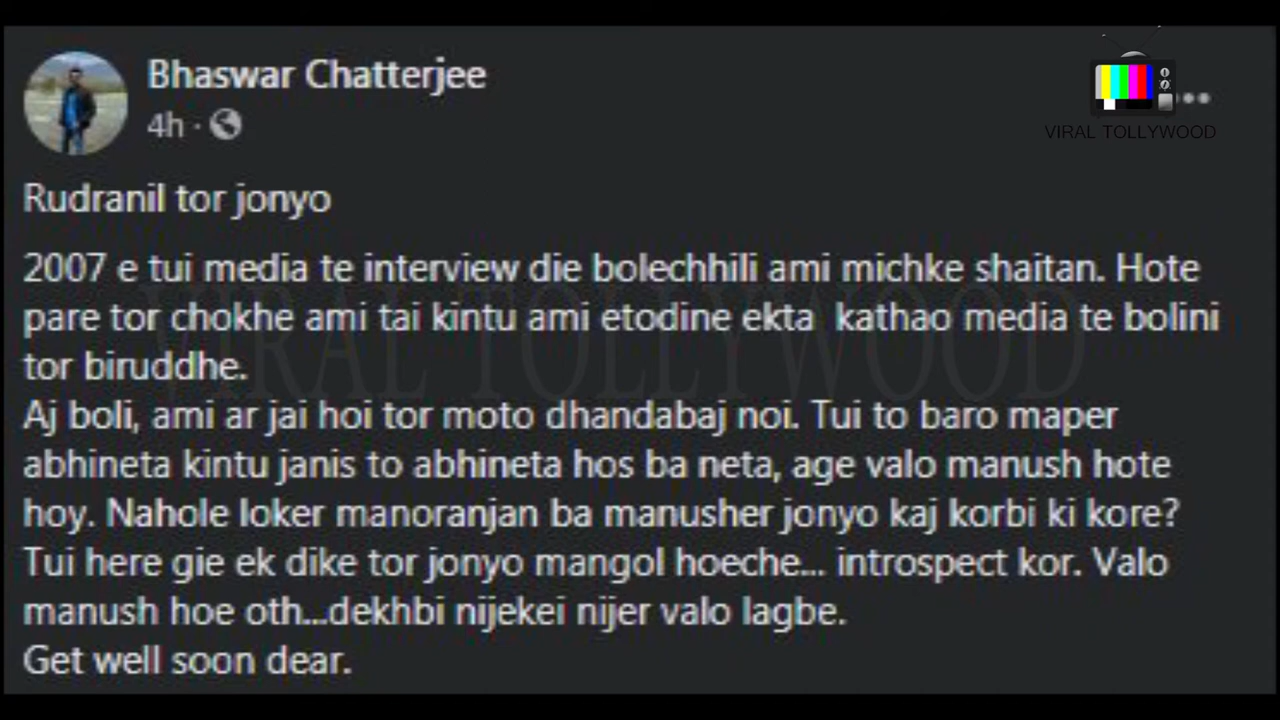 Bhaswar Chatterjee
4h ·
VIRAL TOLLYWOOD
Rudranil tor jonyo
2007 e tui media te interview die bolechhili ami michke shaitan. Hote
pare tor chokhe ami tai kintu ami etodine ekta kathao media te bolini
tor biruddhe.
Aj boli, ami ar jai hoi tor moto dhandabaj noi. Tui to baro maper
abhineta kintu janis to abhineta hos ba neta, age valo manush hote
hoy. Nahole loker manoranjan ba manusher jonyo kaj korbi ki kore?
Tui here gie ek dike tor jonyo mangol hoeche... introspect kor. Valo
manush hoe oth...dekhbi nijekei nijer valo lagbe.
Get well soon dear.
VIRAL TOLLYWOOD